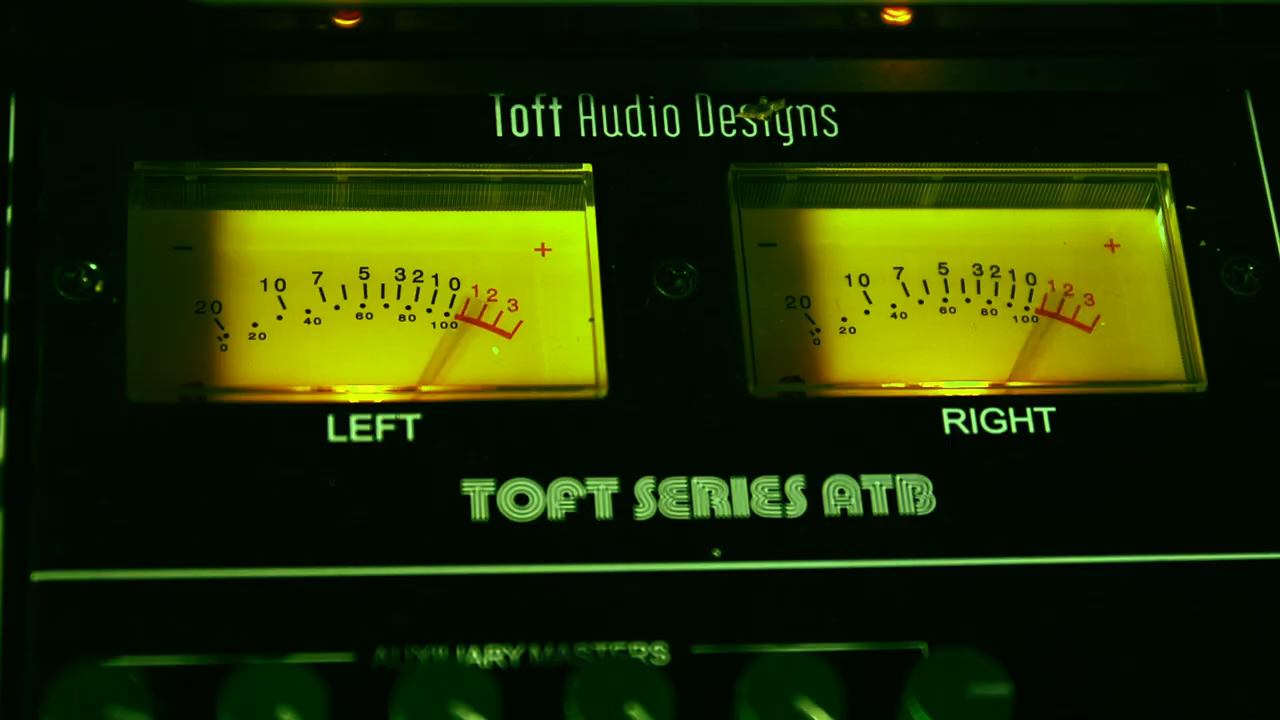 Toft Audio Designs
- +
20 10 7 5 3 2 1 0 1 2 3
0 20 40 60 80 100
- +
20 10 7 5 3 2 1 0 1 2 3
0 20 40 60 80 100
LEFT RIGHT
TOFT SERIES ATB
AUXILIARY MASTERS